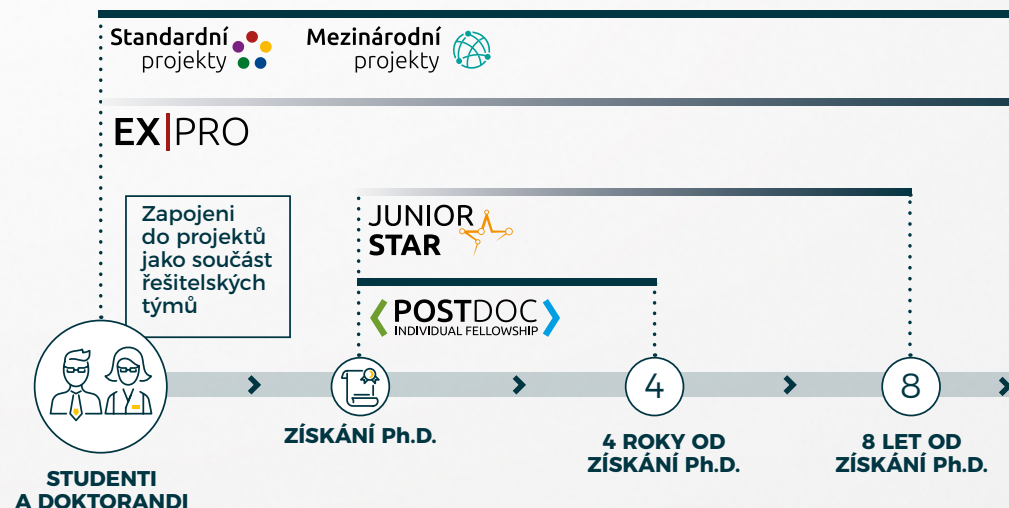 Standardní
projekty
Mezinárodní
projekty
EX|PRO
Zapojeni
do projektů
jako součást
řešitelských
týmů
JUNIOR
STAR
POSTDOC
INDIVIDUAL FELLOWSHIP
4
8
ZÍSKÁNÍ Ph.D.
4 ROKY OD
ZÍSKÁNÍ Ph.D.
8 LET OD
ZÍSKÁNÍ Ph.D.
STUDENTI
A DOKTORANDI